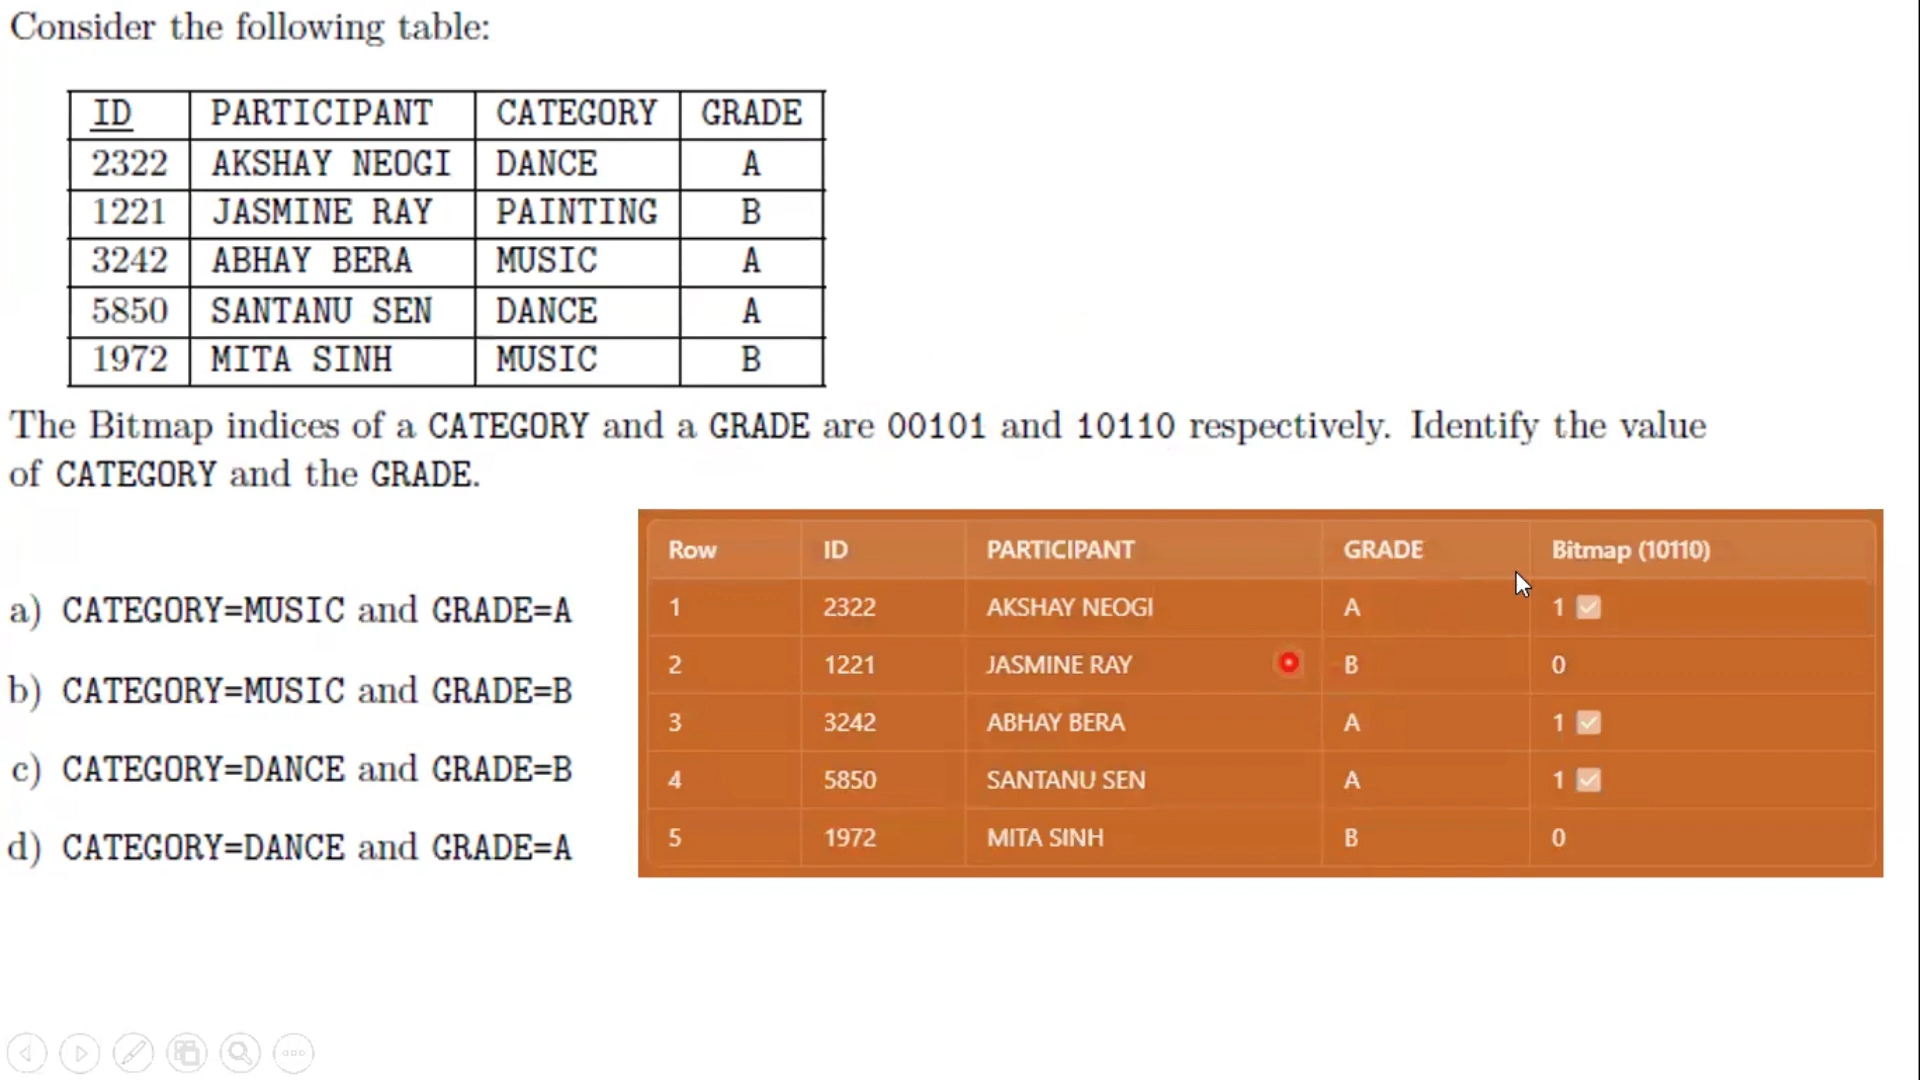 Consider the following table:
ID PARTICIPANT CATEGORY GRADE
2322 AKSHAY NEOGI DANCE A
1221 JASMINE RAY PAINTING B
3242 ABHAY BERA MUSIC A
5850 SANTANU SEN DANCE A
1972 MITA SINH MUSIC B
The Bitmap indices of a CATEGORY and a GRADE are 00101 and 10110 respectively. Identify the value
of CATEGORY and the GRADE.
a) CATEGORY=MUSIC and GRADE=A
b) CATEGORY=MUSIC and GRADE=B
c) CATEGORY=DANCE and GRADE=B
d) CATEGORY=DANCE and GRADE=A
Row ID PARTICIPANT GRADE Bitmap (10110)
1 2322 AKSHAY NEOGI A 1
2 1221 JASMINE RAY B 0
3 3242 ABHAY BERA A 1
4 5850 SANTANU SEN A 1
5 1972 MITA SINH B 0